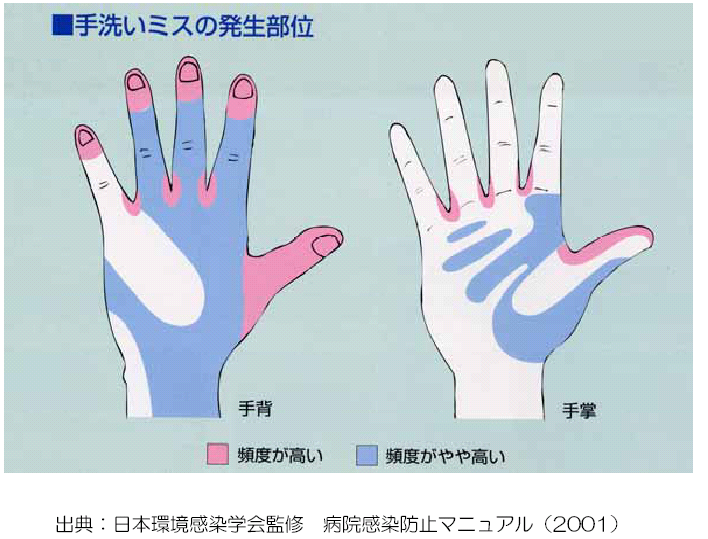 ■手洗いミスの発生部位
手背
手掌
頻度が高い
頻度がやや高い
出典：日本環境感染学会監修　病院感染防止マニュアル（2001）